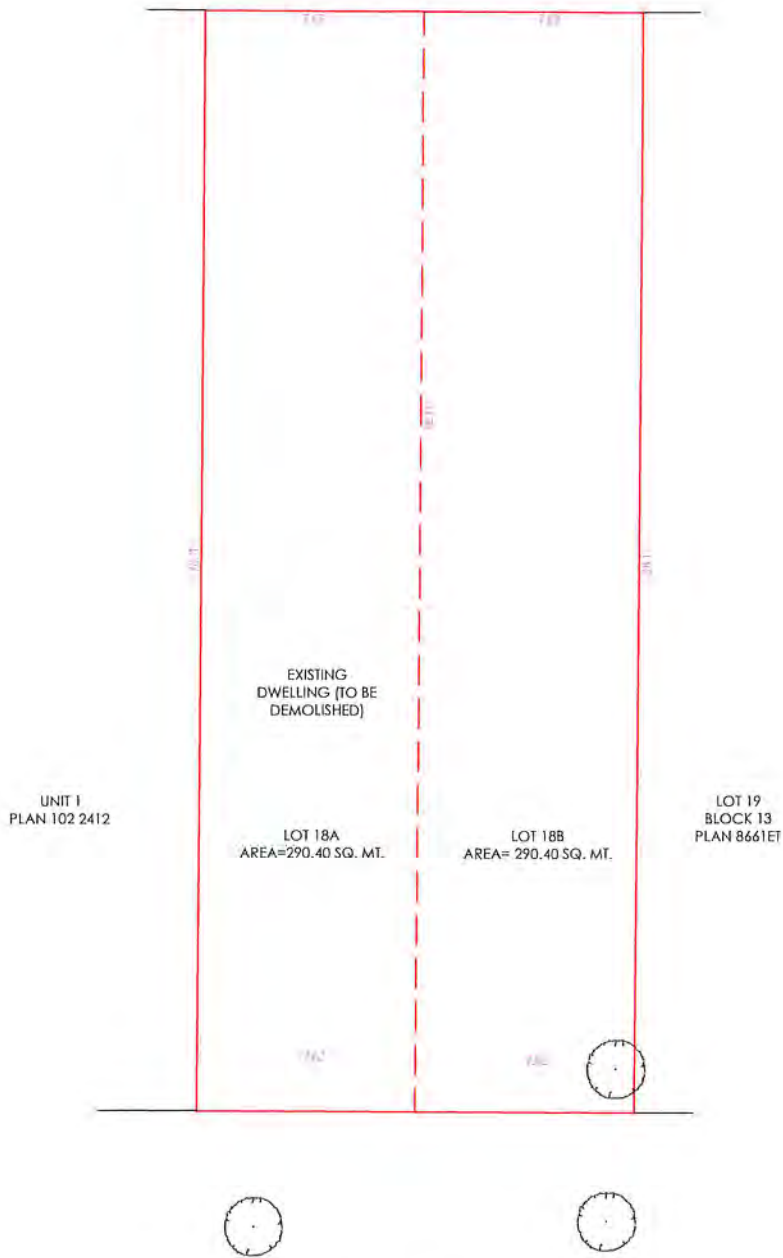 EXISTING
DWELLING (TO BE
DEMOLISHED)
UNIT 1
PLAN 102 2412
LOT 19
BLOCK 13
PLAN 8661ET
LOT 18A
AREA=290.40 SQ. MT.
LOT 18B
AREA= 290.40 SQ. MT.